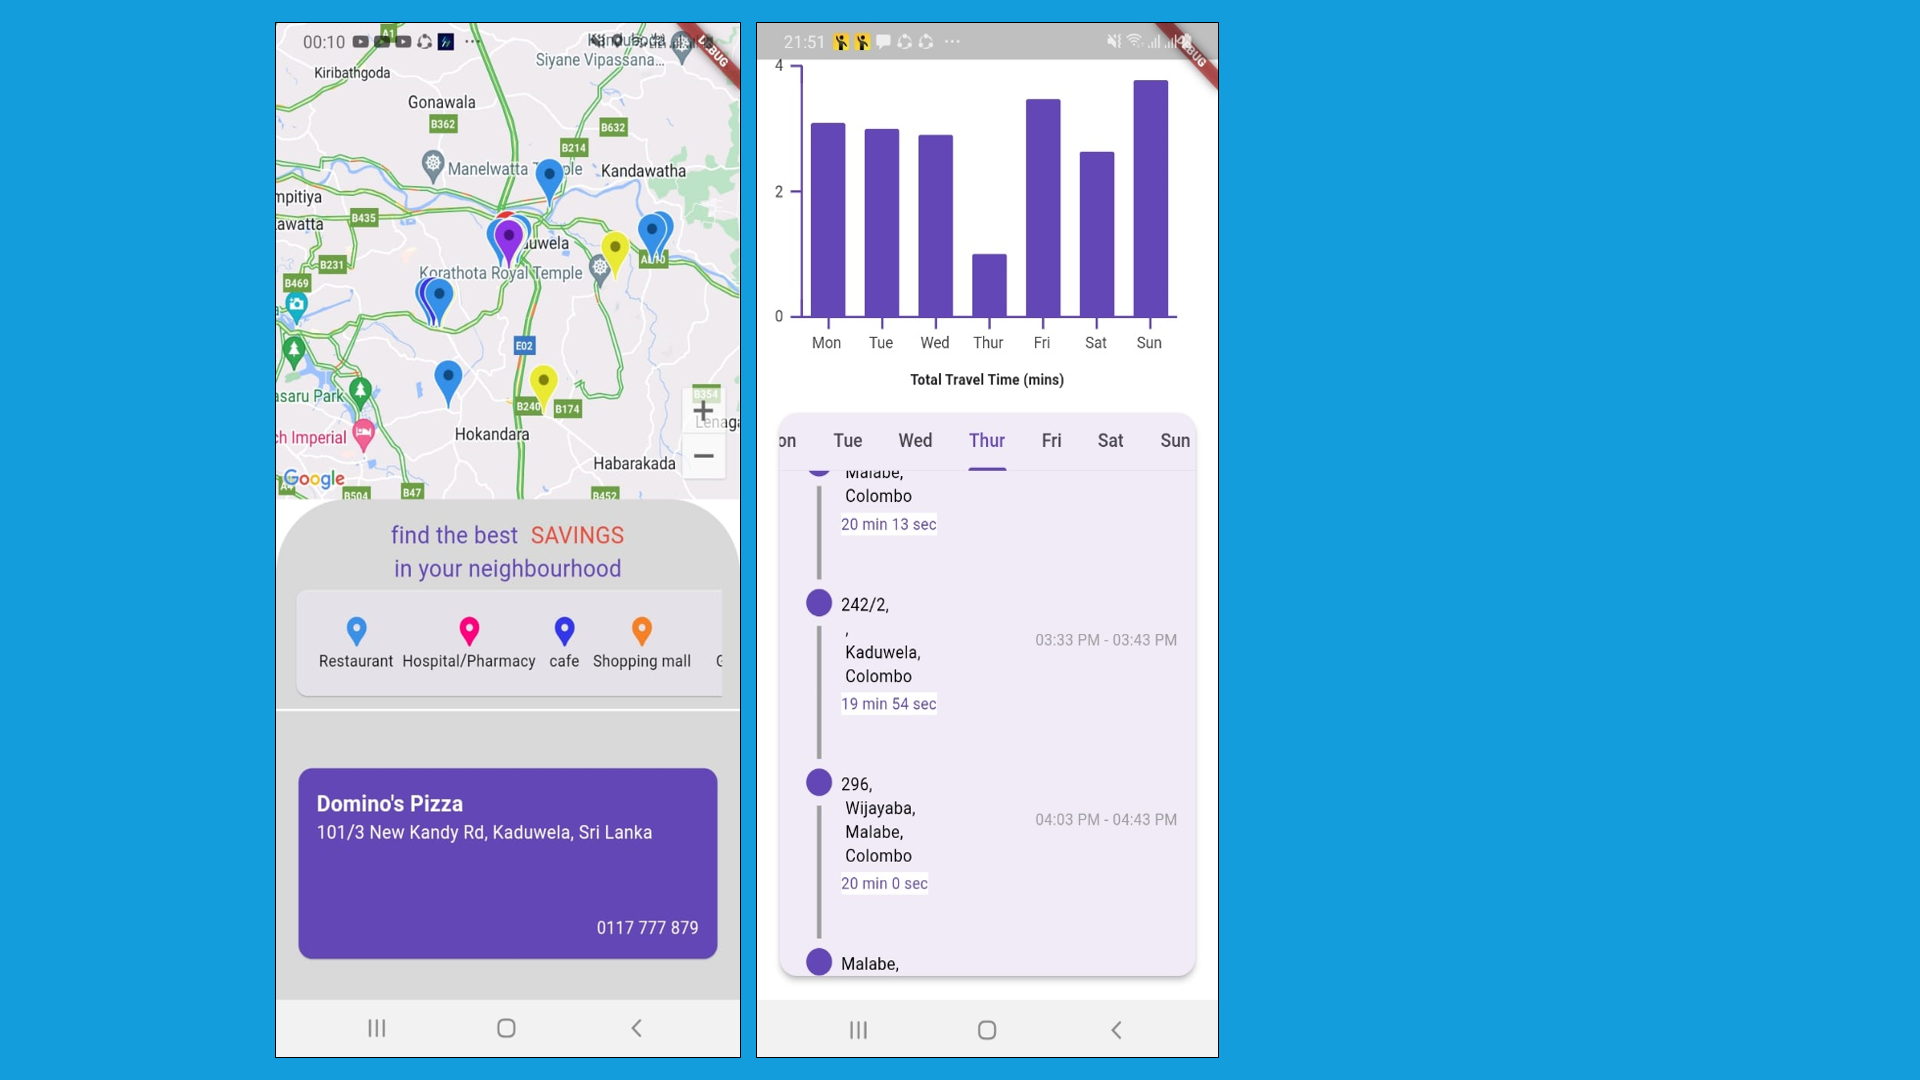 00:10
A1
Kanduboda
Siyane Vipassana...
DEBUG
Kiribathgoda
Gonawala
B362
B632
B214
Manelwatta Temple
Kandawatha
mpitiya
B435
awatta
duwela
B231
Korathota Royal Temple
B469
E02
asaru Park
B240
B174
B354
Lenaga
ch Imperial
Hokandara
Habarakada
Google
B504
B47
B452
find the best SAVINGS
in your neighbourhood
Restaurant Hospital/Pharmacy cafe Shopping mall
Domino's Pizza
101/3 New Kandy Rd, Kaduwela, Sri Lanka
0117 777 879
21:51
4
2
0
Mon Tue Wed Thur Fri Sat Sun
Total Travel Time (mins)
on Tue Wed Thur Fri Sat Sun
Malabe,
Colombo
20 min 13 sec
242/2,
,
03:33 PM - 03:43 PM
Kaduwela,
Colombo
19 min 54 sec
296,
Wijayaba,
04:03 PM - 04:43 PM
Malabe,
Colombo
20 min 0 sec
Malabe,